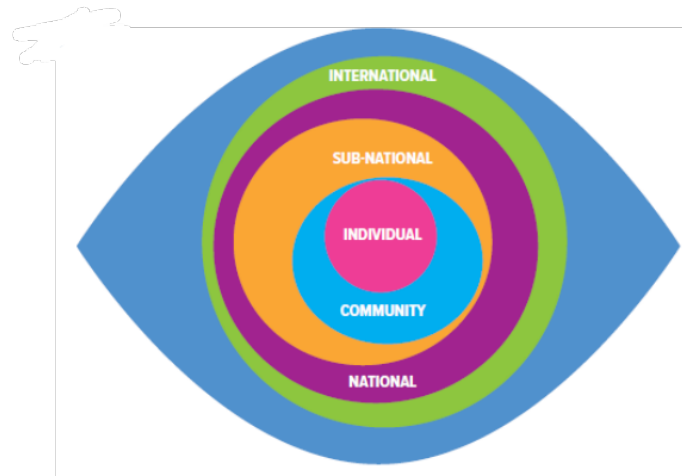 INTERNATIONAL
SUB-NATIONAL
INDIVIDUAL
COMMUNITY
NATIONAL